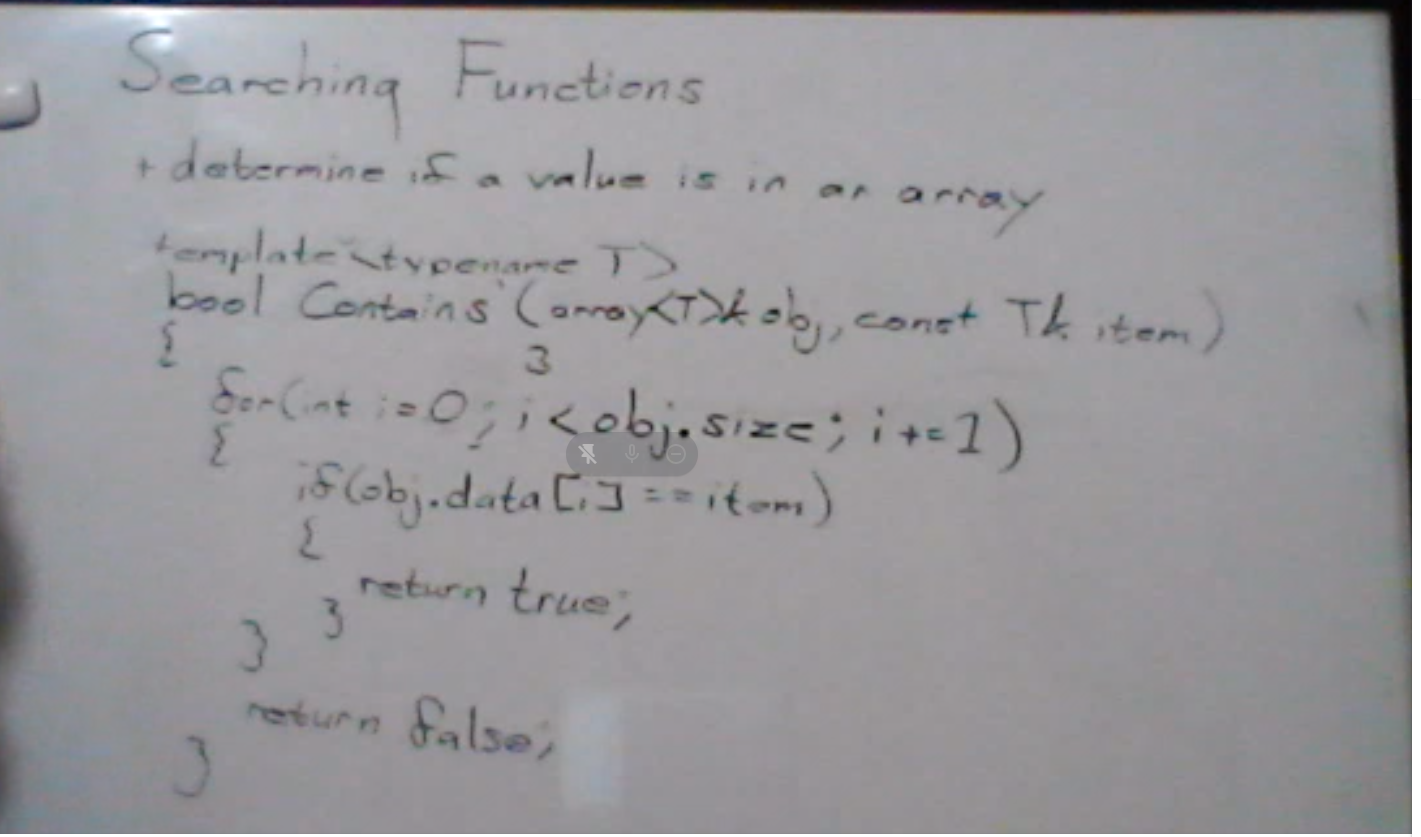 Searching Functions
+ determine if a value is in an array
template<typename T>
bool Contains (array<T>& obj, const T& item)
{
3
for(int i=0; i<obj.size; i+=1)
{
if(obj.data[i]==item)
{
return true;
}
}
return false;
}